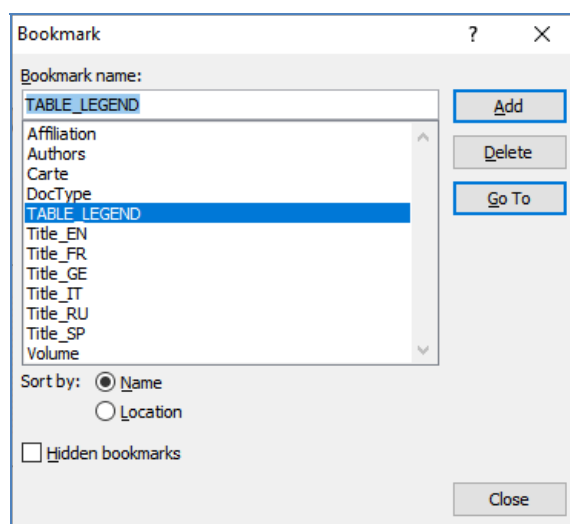 Bookmark
?
Bookmark name:
TABLE_LEGEND
Add
Affiliation
Authors
Carte
DocType
TABLE_LEGEND
Title_EN
Title_FR
Title_GE
Title_IT
Title_RU
Title_SP
Volume
Delete
Go To
Sort by: Name
Location
Hidden bookmarks
Close